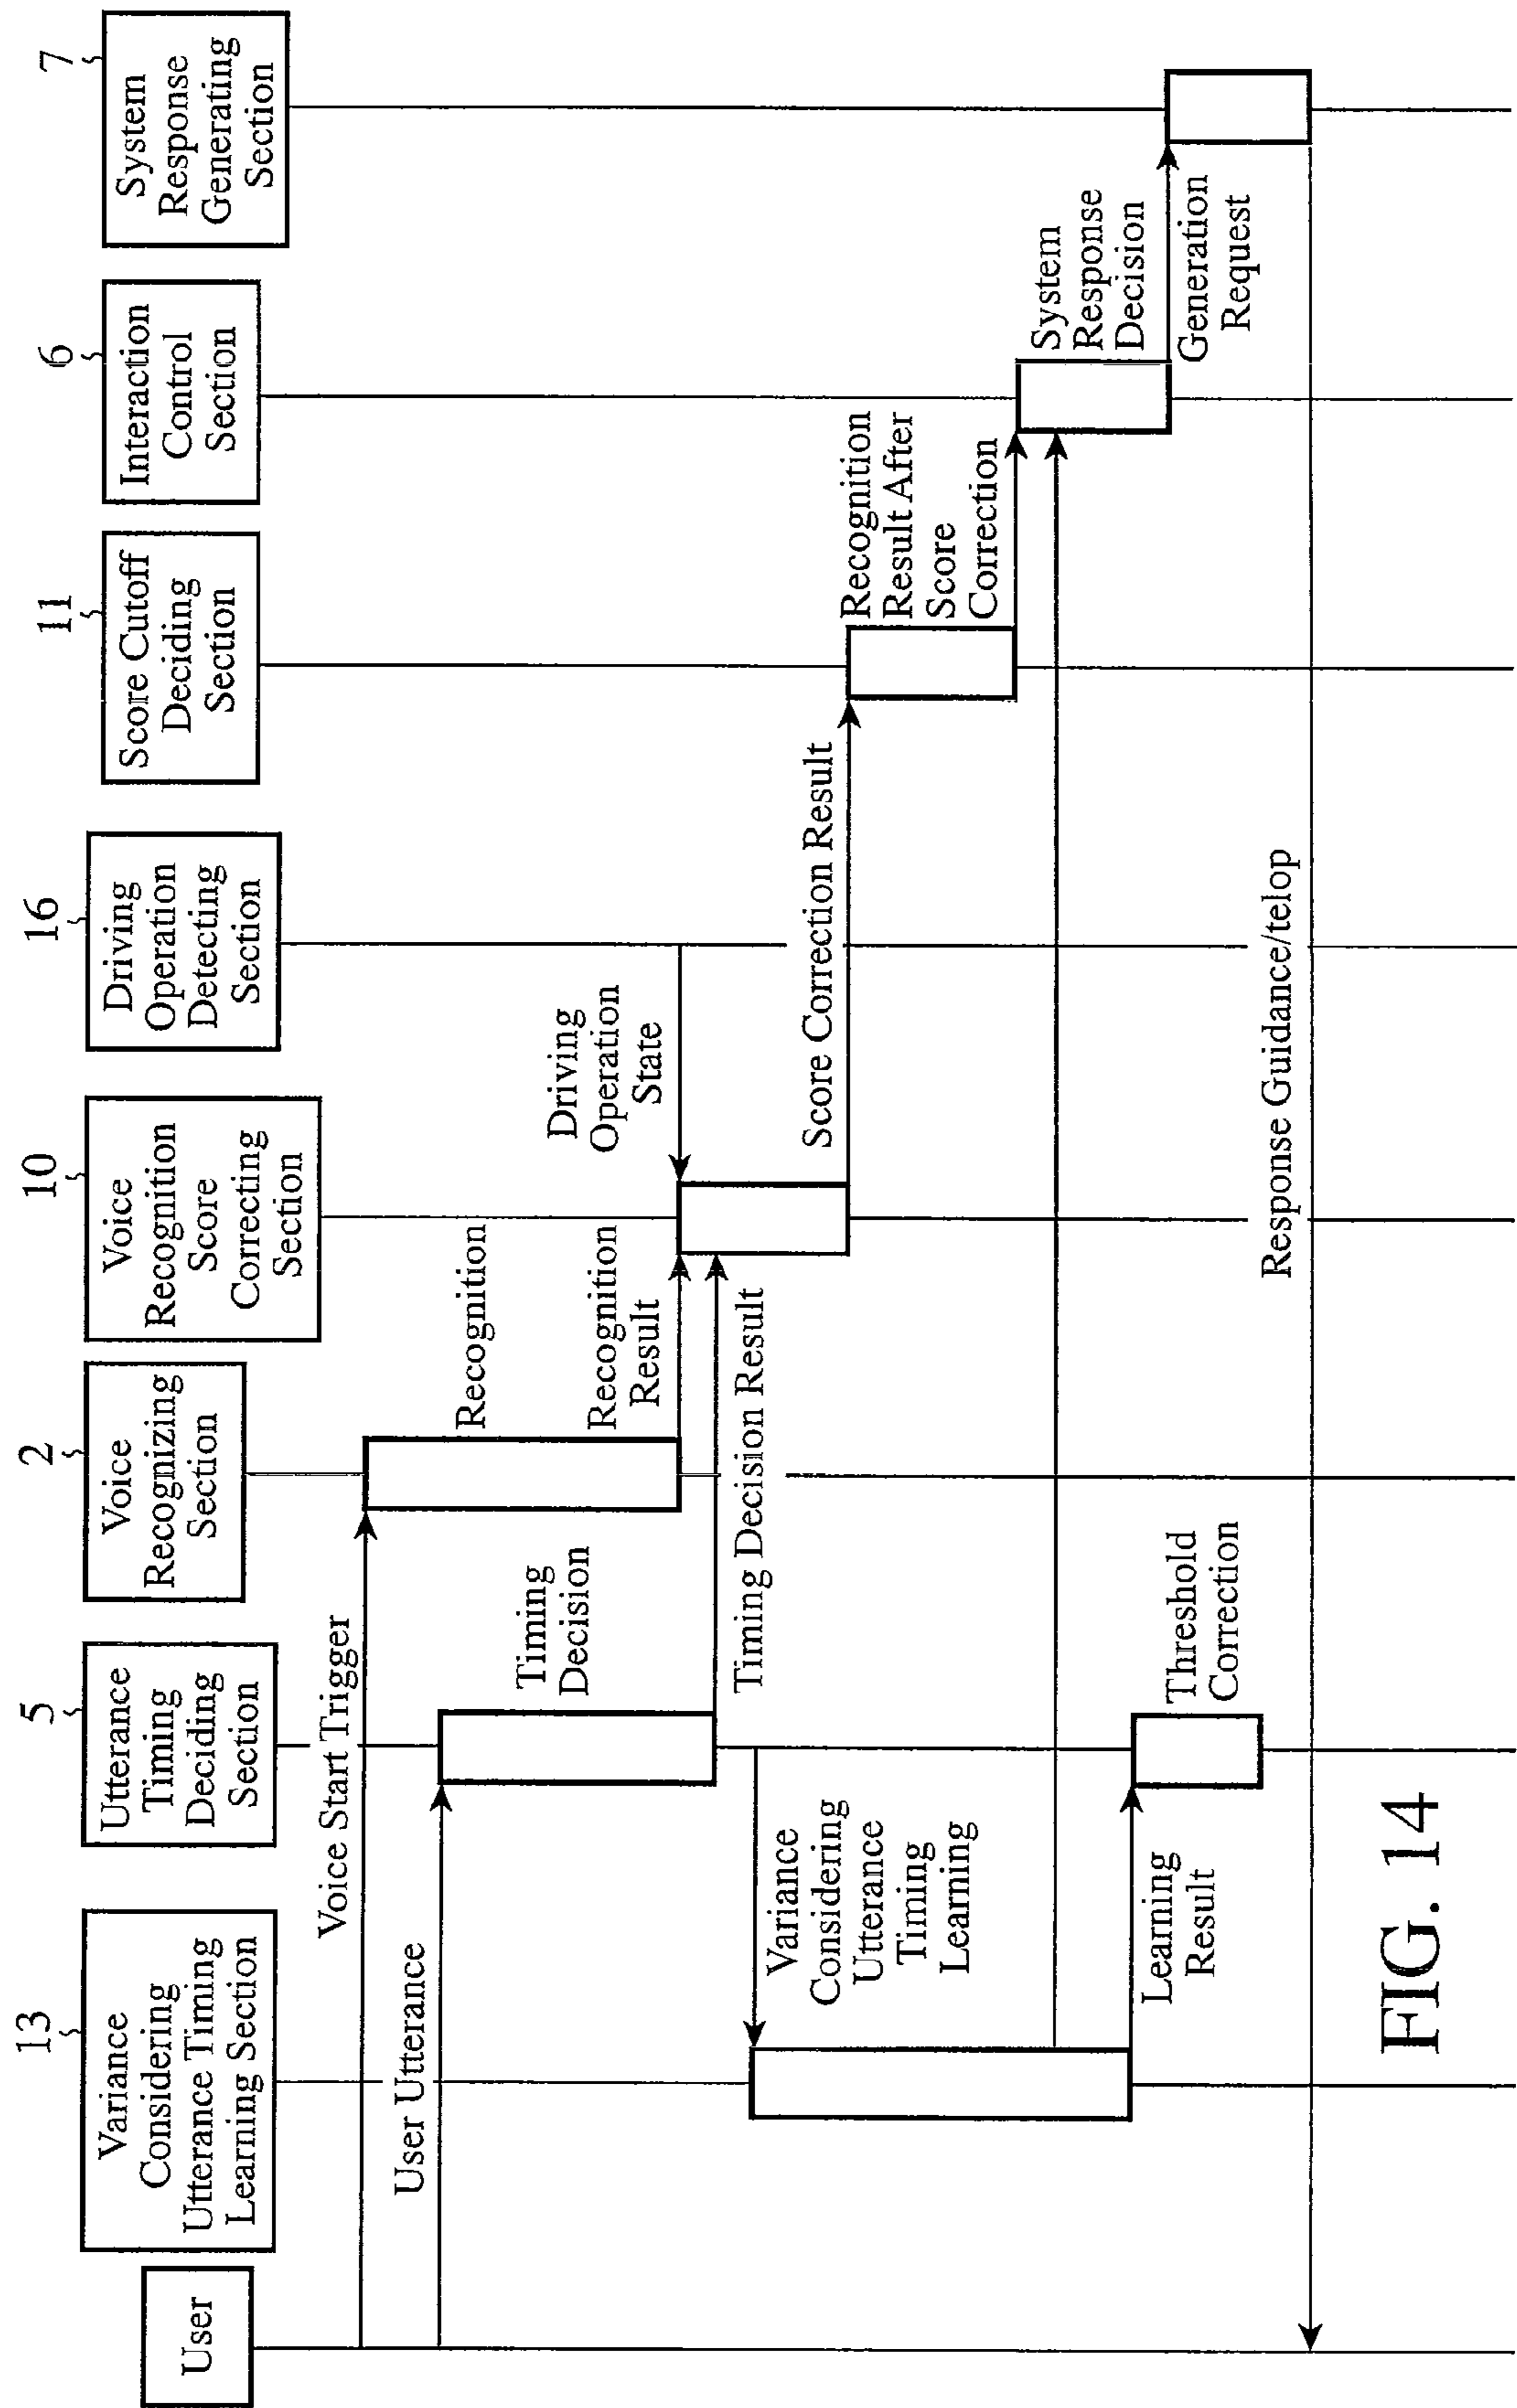 User
13
Variance
Considering
Utterance Timing
Learning Section
5
Utterance
Timing
Deciding
Section
2
Voice
Recognizing
Section
10
Voice
Recognition
Score
Correcting
Section
16
Driving
Operation
Detecting
Section
11
Score Cutoff
Deciding
Section
6
Interaction
Control
Section
7
System
Response
Generating
Section
Voice Start Trigger
User Utterance
Recognition
Timing
Decision
Driving
Operation
State
Recognition
Result
Timing Decision Result
Variance
Considering
Utterance
Timing
Learning
Score Correction Result
Recognition
Result After
Score
Correction
System
Response
Decision
Learning
Result
Threshold
Correction
Generation
Request
Response Guidance/telop
FIG. 14